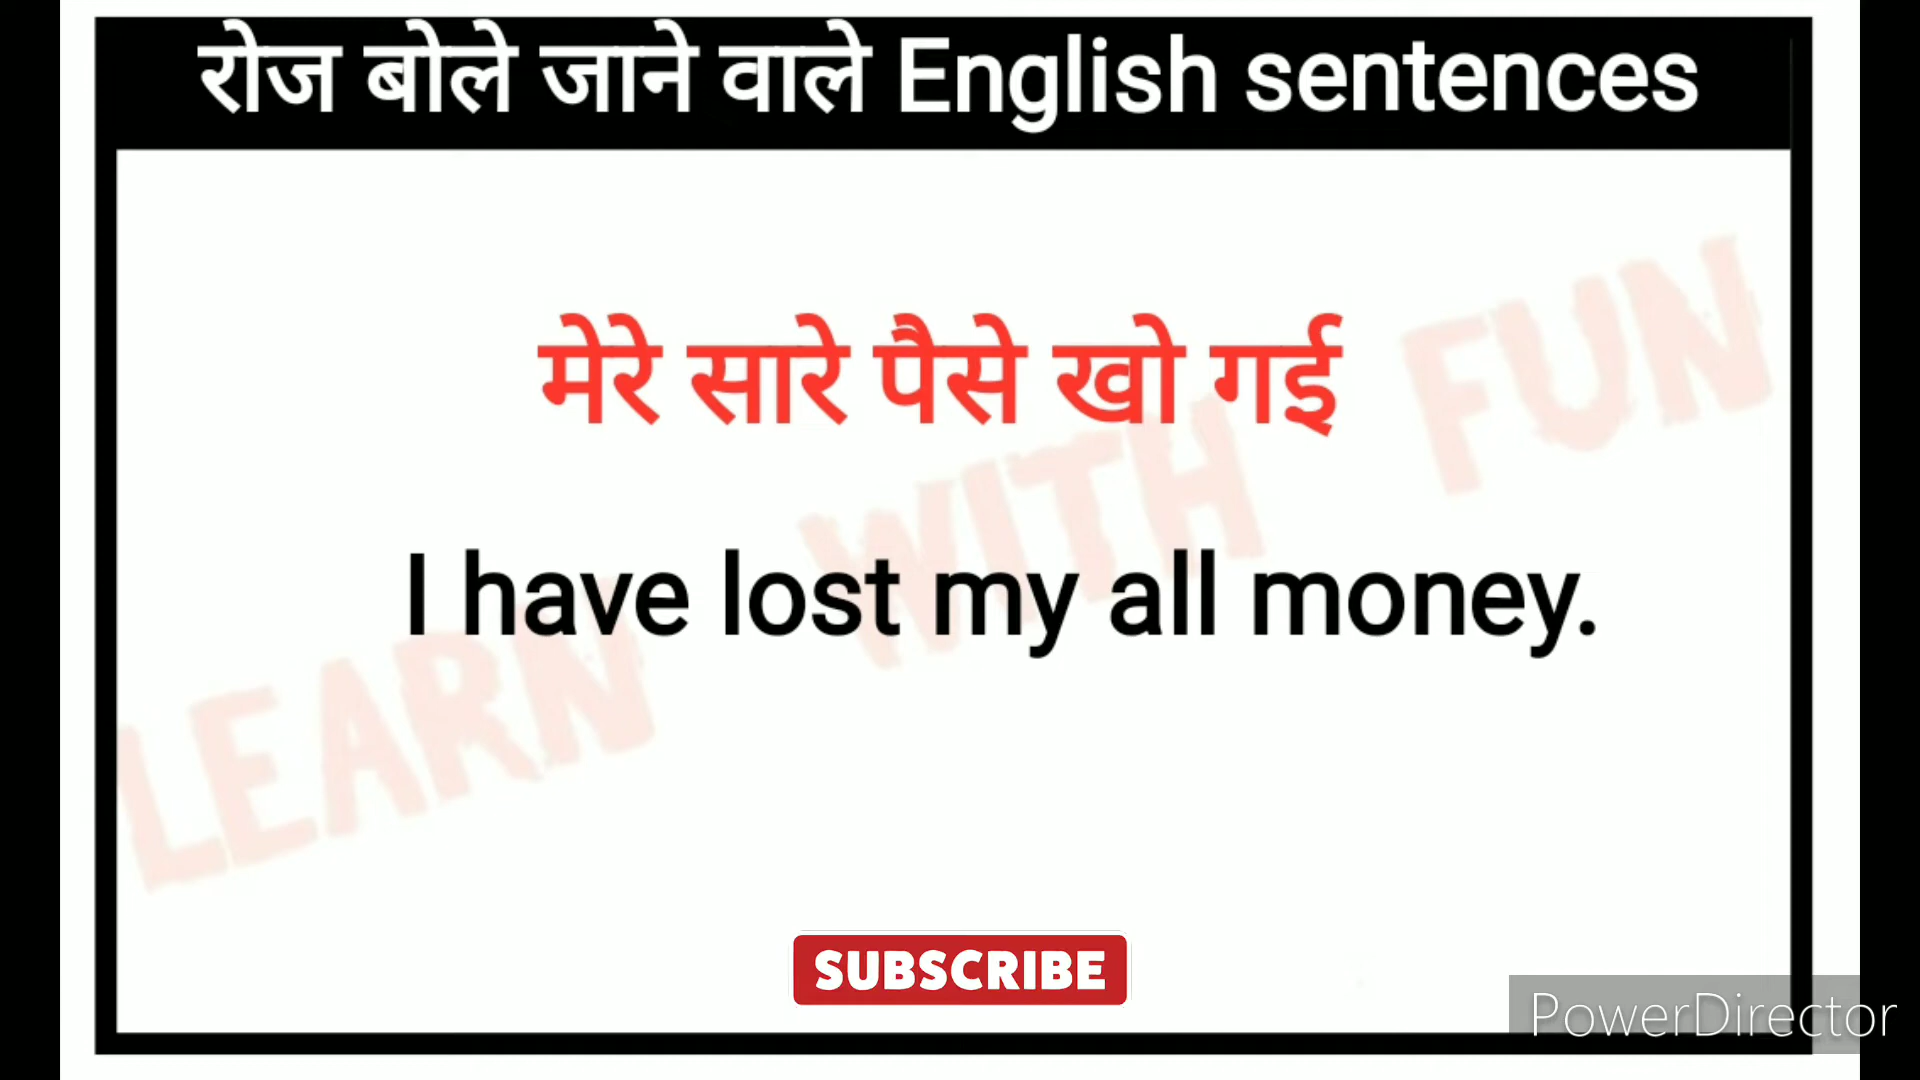 रोज बोले जाने वाले English sentences
मेरे सारे पैसे खो गई
I have lost my all money.
LEARN WITH FUN
SUBSCRIBE
PowerDirector